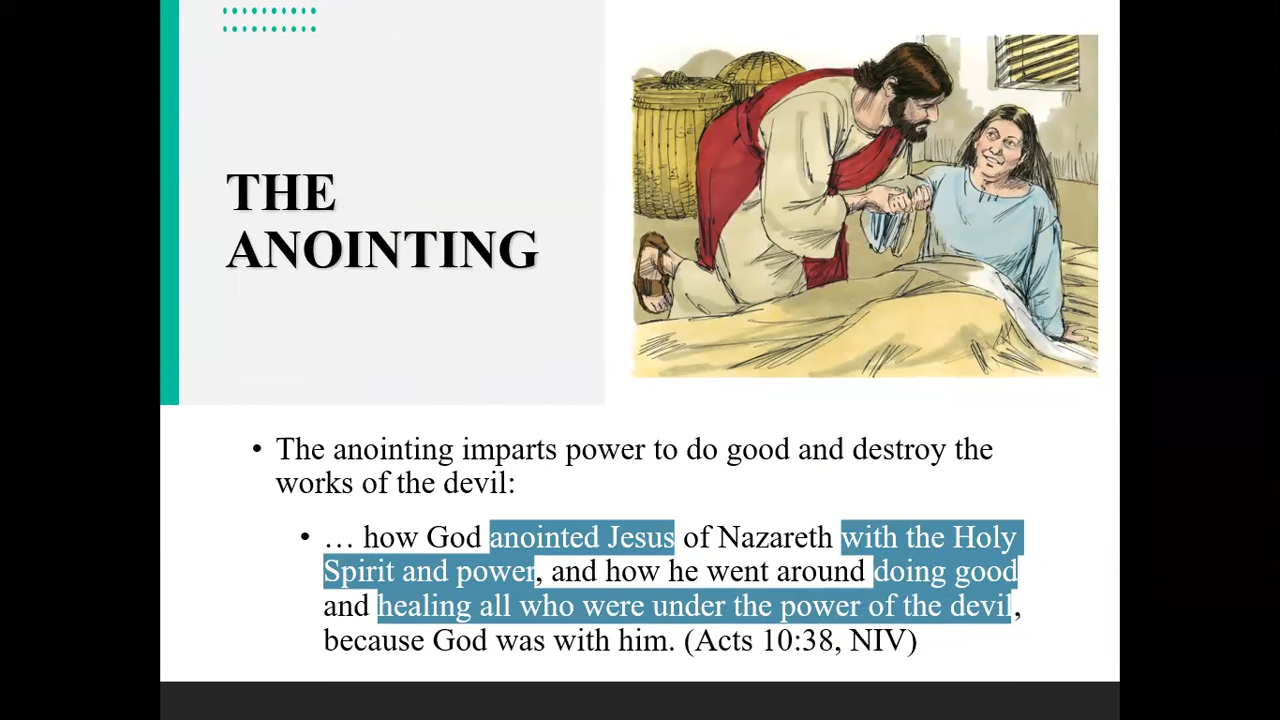 THE
ANOINTING
• The anointing imparts power to do good and destroy the
works of the devil:
• … how God anointed Jesus of Nazareth with the Holy
Spirit and power, and how he went around doing good
and healing all who were under the power of the devil,
because God was with him. (Acts 10:38, NIV)